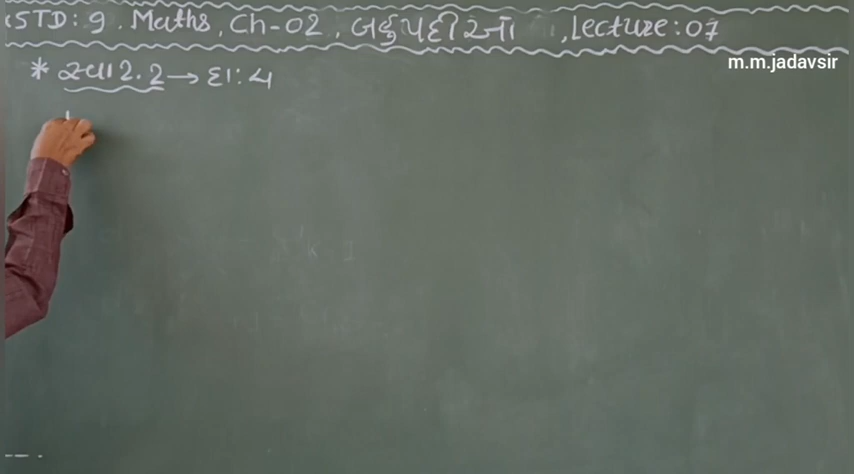 STD: 9. Maths, Ch-02, બહુપદીઓ, Lecture: 07
m.m.jadavsir
* સ્વા 2.2 → દા: 4